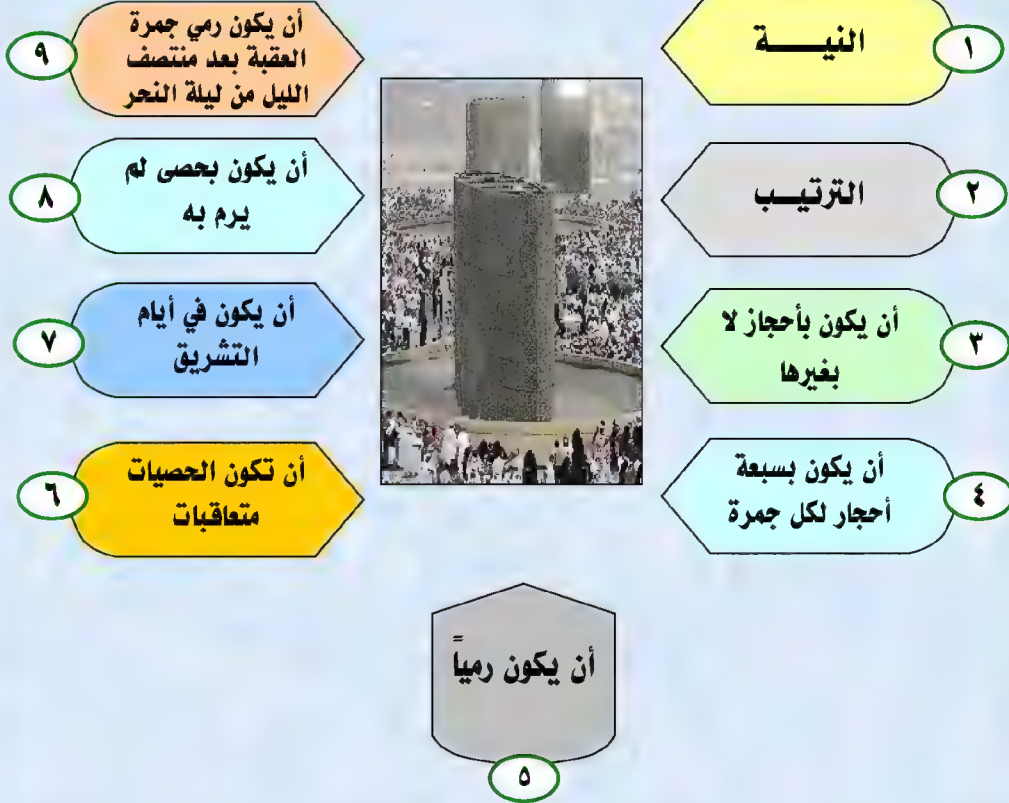 ١
النيـــــة
٢
الترتيـــب
٣
أن يكون بأحجاز لا
بغيرها
٤
أن يكون بسبعة
أحجار لكل جمرة
أن يكون رمياً
٥
٦
أن تكون الحصيات
متعاقبات
٧
أن يكون في أيام
التشريق
٨
أن يكون بحصى لم
يرم به
٩
أن يكون رمي جمرة
العقبة بعد منتصف
الليل من ليلة النحر